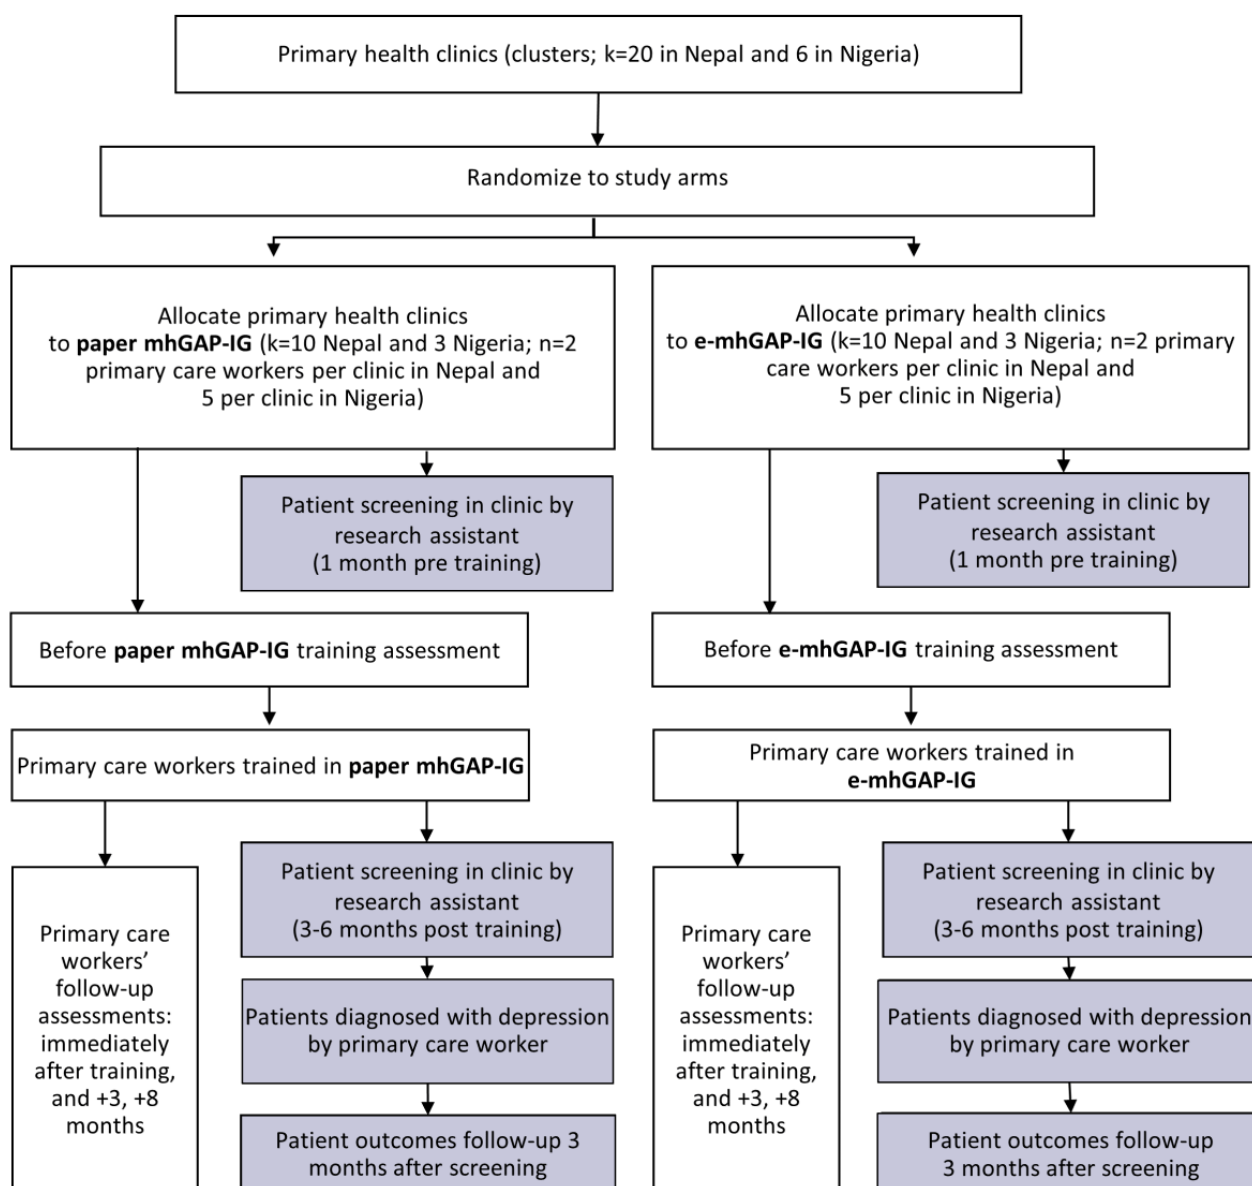 Primary health clinics (clusters; k=20 in Nepal and 6 in Nigeria)
Randomize to study arms
Allocate primary health clinics
to paper mhGAP-IG (k=10 Nepal and 3 Nigeria; n=2
primary care workers per clinic in Nepal and
5 per clinic in Nigeria)
Allocate primary health clinics
to e-mhGAP-IG (k=10 Nepal and 3 Nigeria; n=2 primary
care workers per clinic in Nepal and
5 per clinic in Nigeria)
Patient screening in clinic by
research assistant
(1 month pre training)
Patient screening in clinic by
research assistant
(1 month pre training)
Before paper mhGAP-IG training assessment
Before e-mhGAP-IG training assessment
Primary care workers trained in paper mhGAP-IG
Primary care workers trained in
e-mhGAP-IG
Primary care
workers’
follow-up
assessments:
immediately
after training,
and +3, +8
months
Patient screening in clinic by
research assistant
(3-6 months post training)
Patients diagnosed with depression
by primary care worker
Patient outcomes follow-up 3
months after screening
Primary care
workers’
follow-up
assessments:
immediately
after training,
and +3, +8
months
Patient screening in clinic by
research assistant
(3-6 months post training)
Patients diagnosed with depression
by primary care worker
Patient outcomes follow-up
3 months after screening